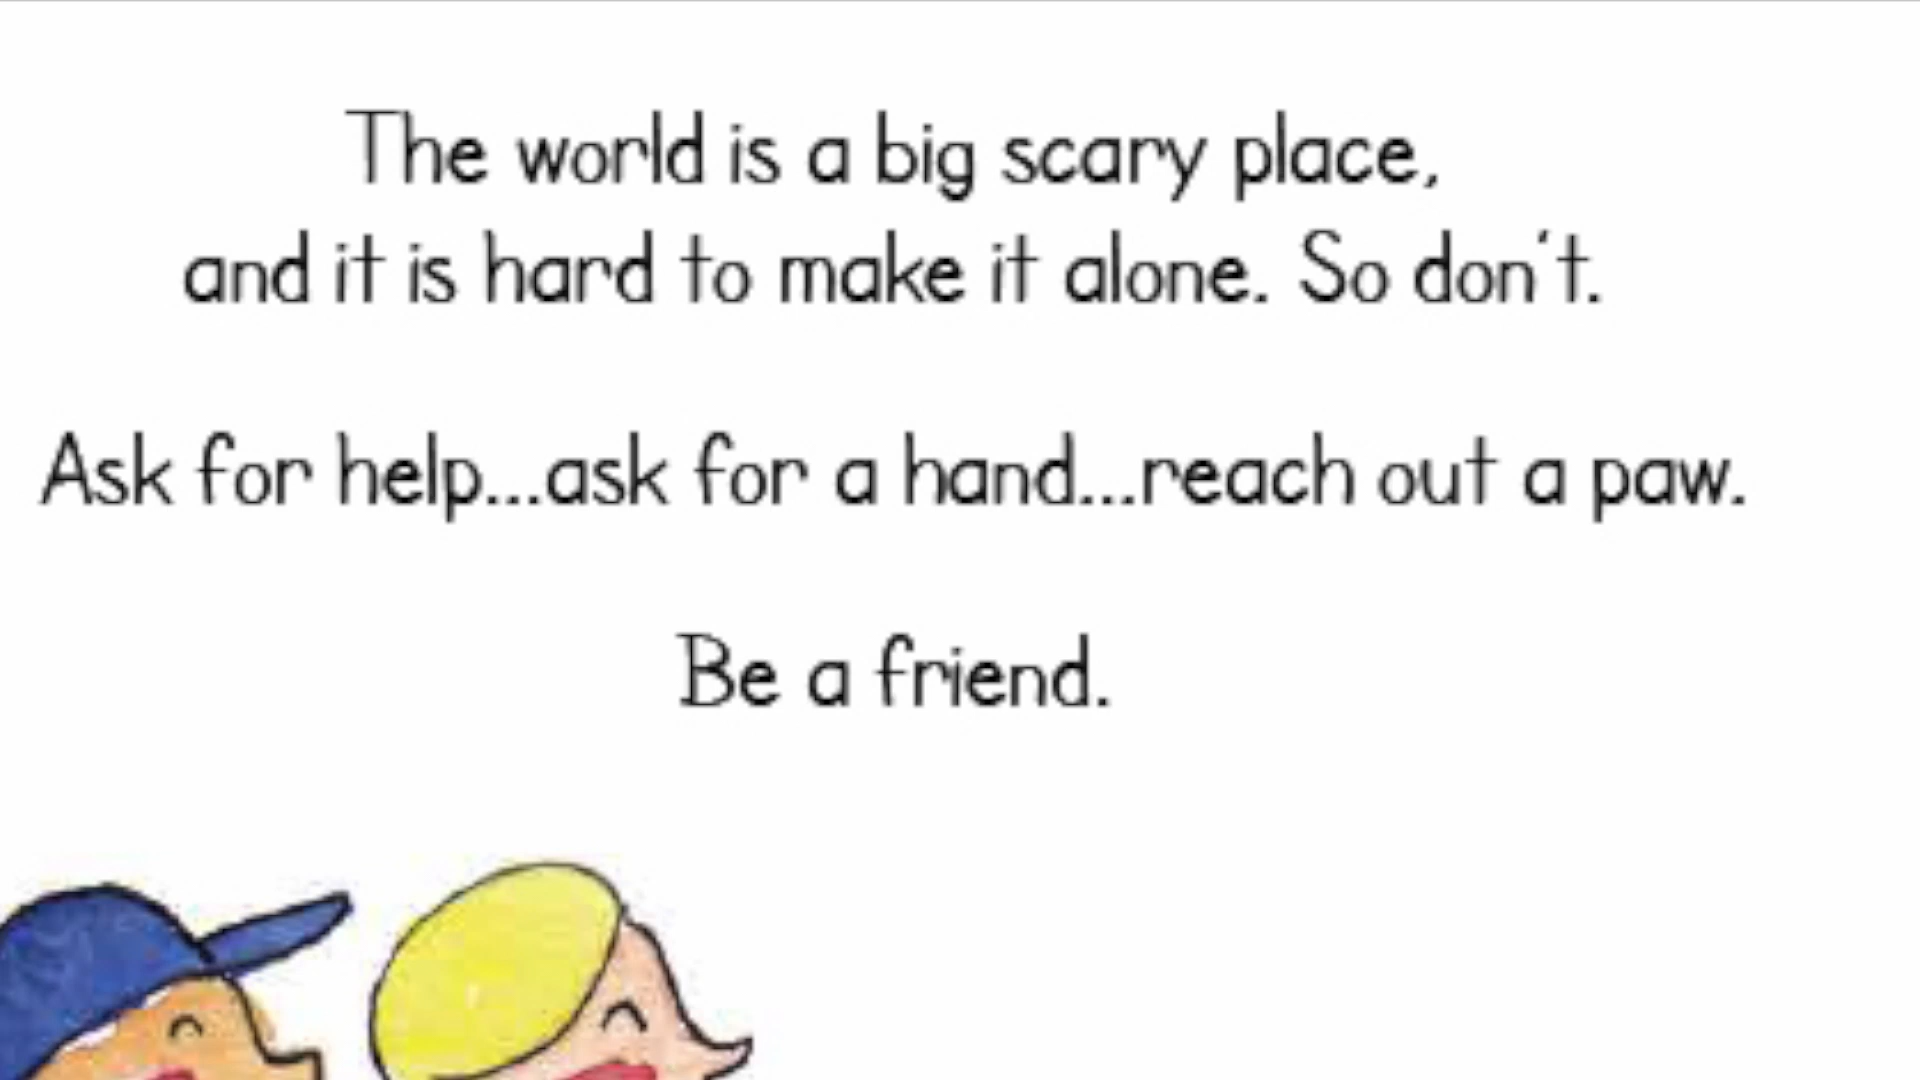 The world is a big scary place,
and it is hard to make it alone. So don't.
Ask for help...ask for a hand...reach out a paw.
Be a friend.